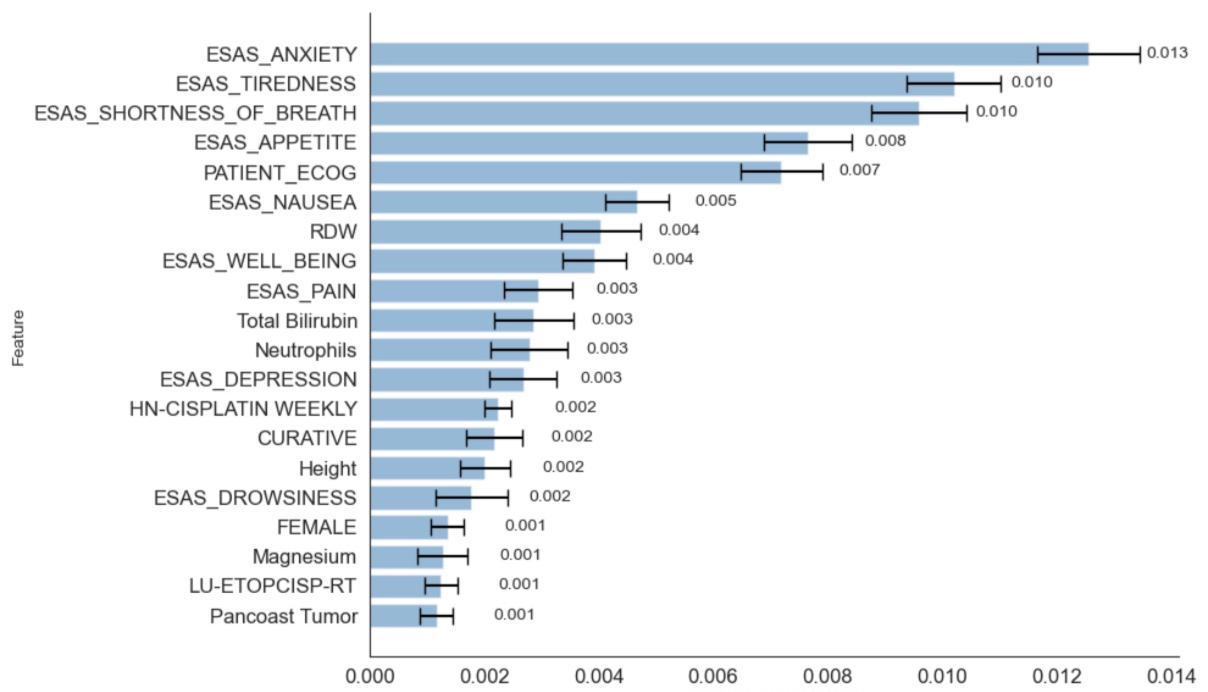 ESAS_ANXIETY 0.013
ESAS_TIREDNESS 0.010
ESAS_SHORTNESS_OF_BREATH 0.010
ESAS_APPETITE 0.008
PATIENT_ECOG 0.007
ESAS_NAUSEA 0.005
RDW 0.004
ESAS_WELL_BEING 0.004
ESAS_PAIN 0.003
Total Bilirubin 0.003
Neutrophils 0.003
ESAS_DEPRESSION 0.003
HN-CISPLATIN WEEKLY 0.002
CURATIVE 0.002
Height 0.002
ESAS_DROWSINESS 0.002
FEMALE 0.001
Magnesium 0.001
LU-ETOPCISP-RT 0.001
Pancoast Tumor 0.001
Feature
0.000 0.002 0.004 0.006 0.008 0.010 0.012 0.014